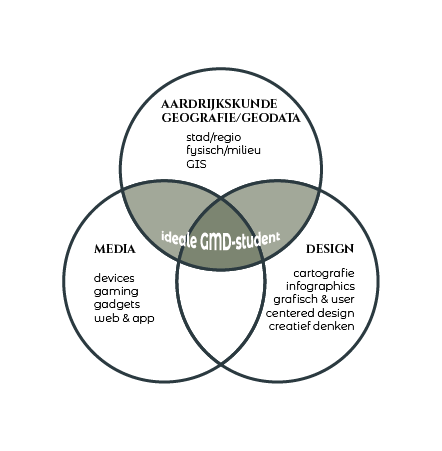 AARDRIJKSKUNDE
GEOGRAFIE/GEODATA
stad/regio
fysisch/milieu
GIS
ideale GMD-student
MEDIA
devices
gaming
gadgets
web & app
DESIGN
cartografie
infographics
grafisch & user
centered design
creatief denken